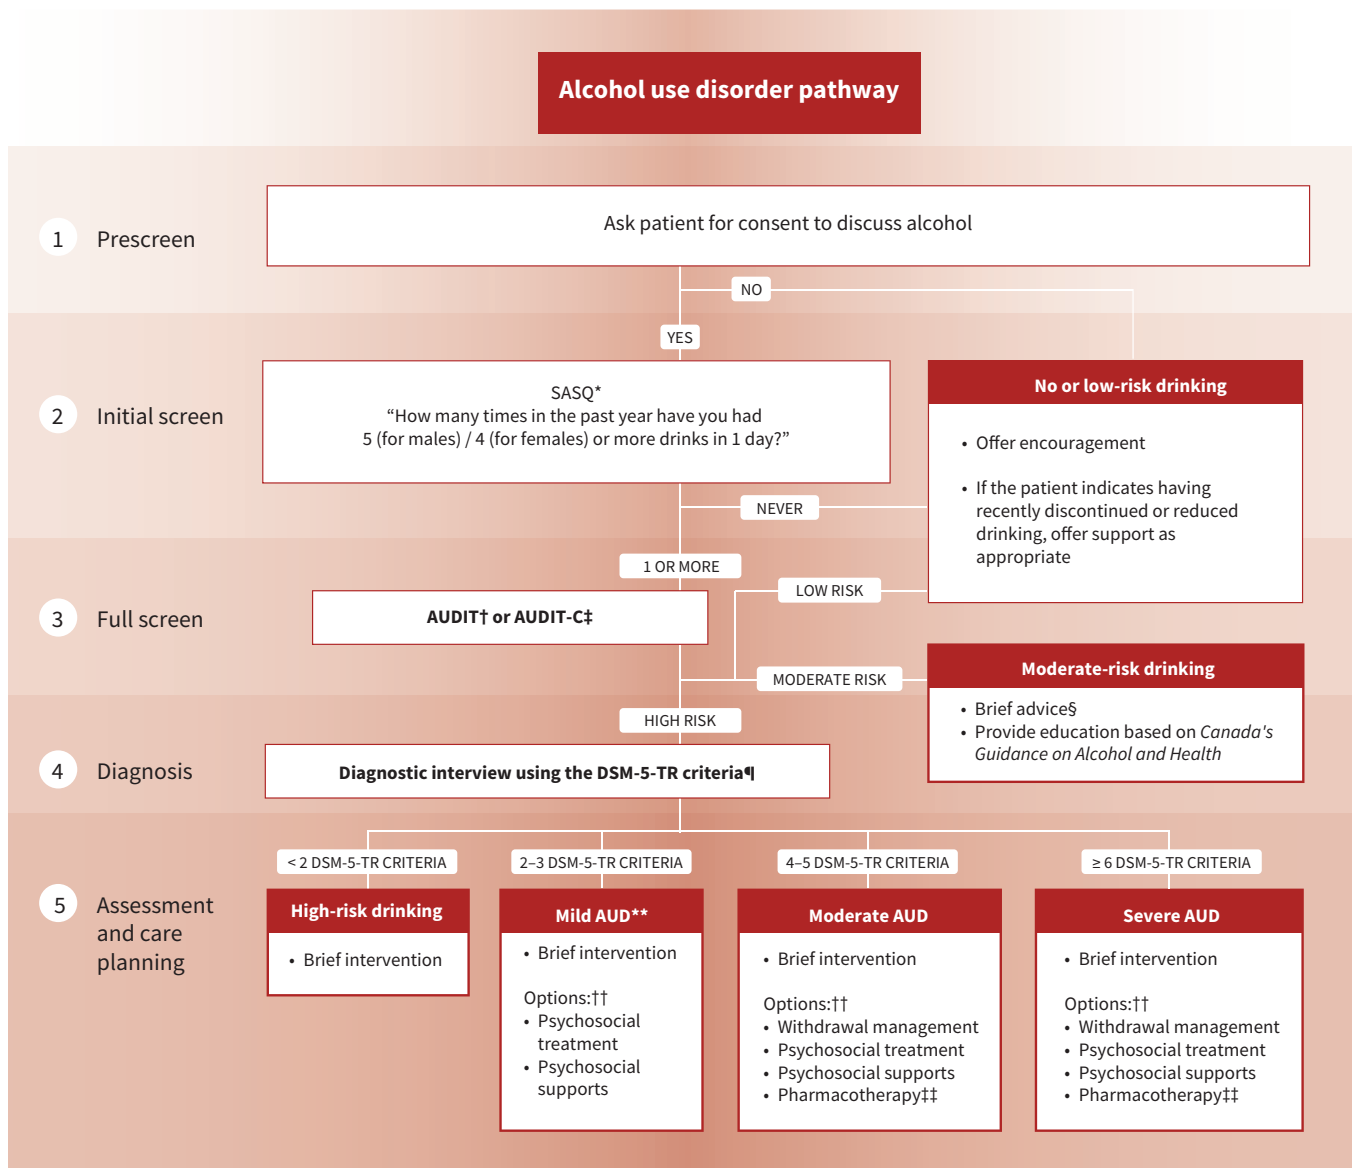 Alcohol use disorder pathway
1 Prescreen
Ask patient for consent to discuss alcohol
NO
YES
2 Initial screen
SASQ*
“How many times in the past year have you had
5 (for males) / 4 (for females) or more drinks in 1 day?”
No or low-risk drinking
• Offer encouragement
• If the patient indicates having
recently discontinued or reduced
drinking, offer support as
appropriate
NEVER
1 OR MORE
3 Full screen
AUDIT† or AUDIT-C‡
LOW RISK
MODERATE RISK
Moderate-risk drinking
• Brief advice§
• Provide education based on Canada's
Guidance on Alcohol and Health
HIGH RISK
4 Diagnosis
Diagnostic interview using the DSM-5-TR criteria¶
5 Assessment
and care
planning
< 2 DSM-5-TR CRITERIA
High-risk drinking
• Brief intervention
2–3 DSM-5-TR CRITERIA
Mild AUD**
• Brief intervention
Options:††
• Psychosocial
treatment
• Psychosocial
supports
4–5 DSM-5-TR CRITERIA
Moderate AUD
• Brief intervention
Options:††
• Withdrawal management
• Psychosocial treatment
• Psychosocial supports
• Pharmacotherapy‡‡
≥ 6 DSM-5-TR CRITERIA
Severe AUD
• Brief intervention
Options:††
• Withdrawal management
• Psychosocial treatment
• Psychosocial supports
• Pharmacotherapy‡‡